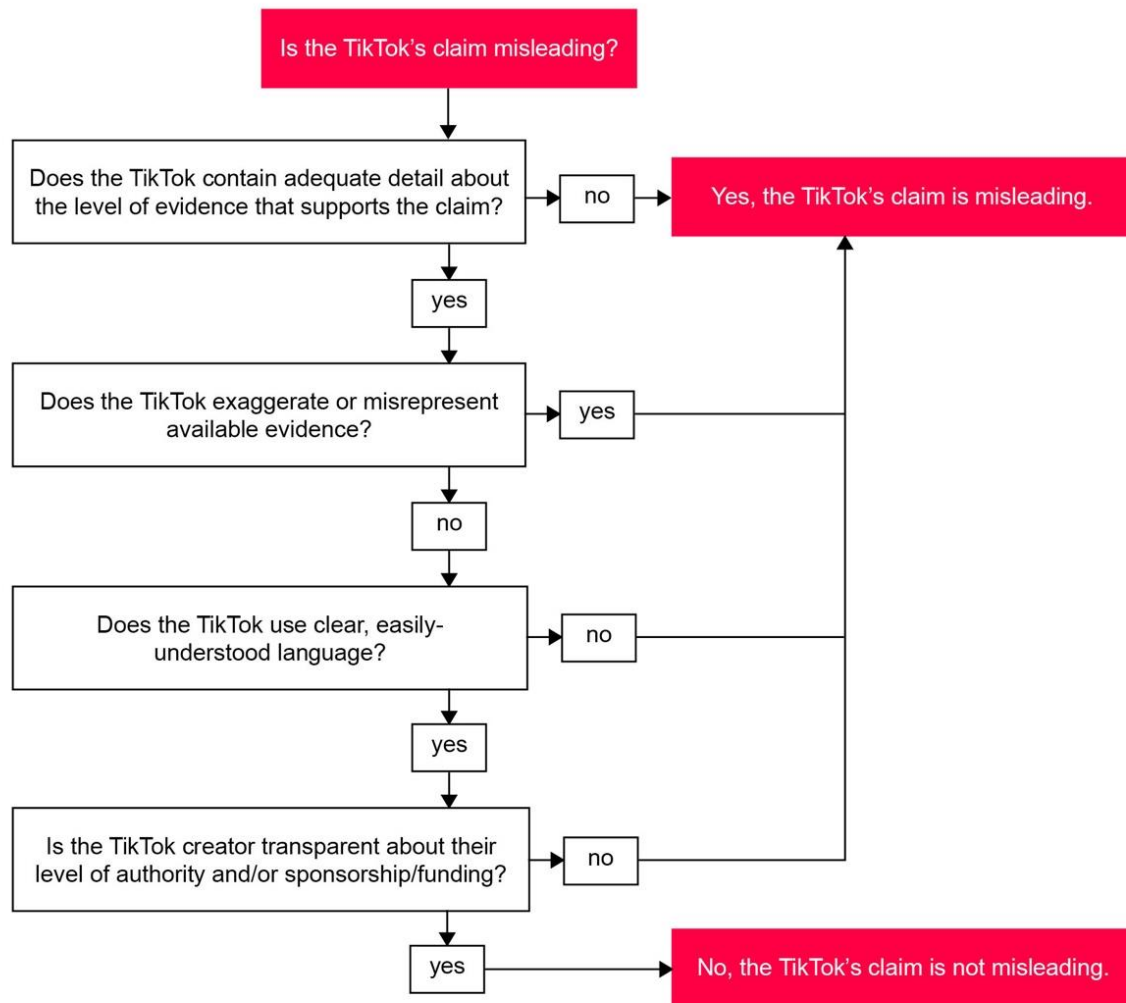 Is the TikTok’s claim misleading?
Does the TikTok contain adequate detail about
the level of evidence that supports the claim?
no
Yes, the TikTok’s claim is misleading.
yes
Does the TikTok exaggerate or misrepresent
available evidence?
yes
no
Does the TikTok use clear, easily-
understood language?
no
yes
Is the TikTok creator transparent about their
level of authority and/or sponsorship/funding?
no
yes
No, the TikTok’s claim is not misleading.